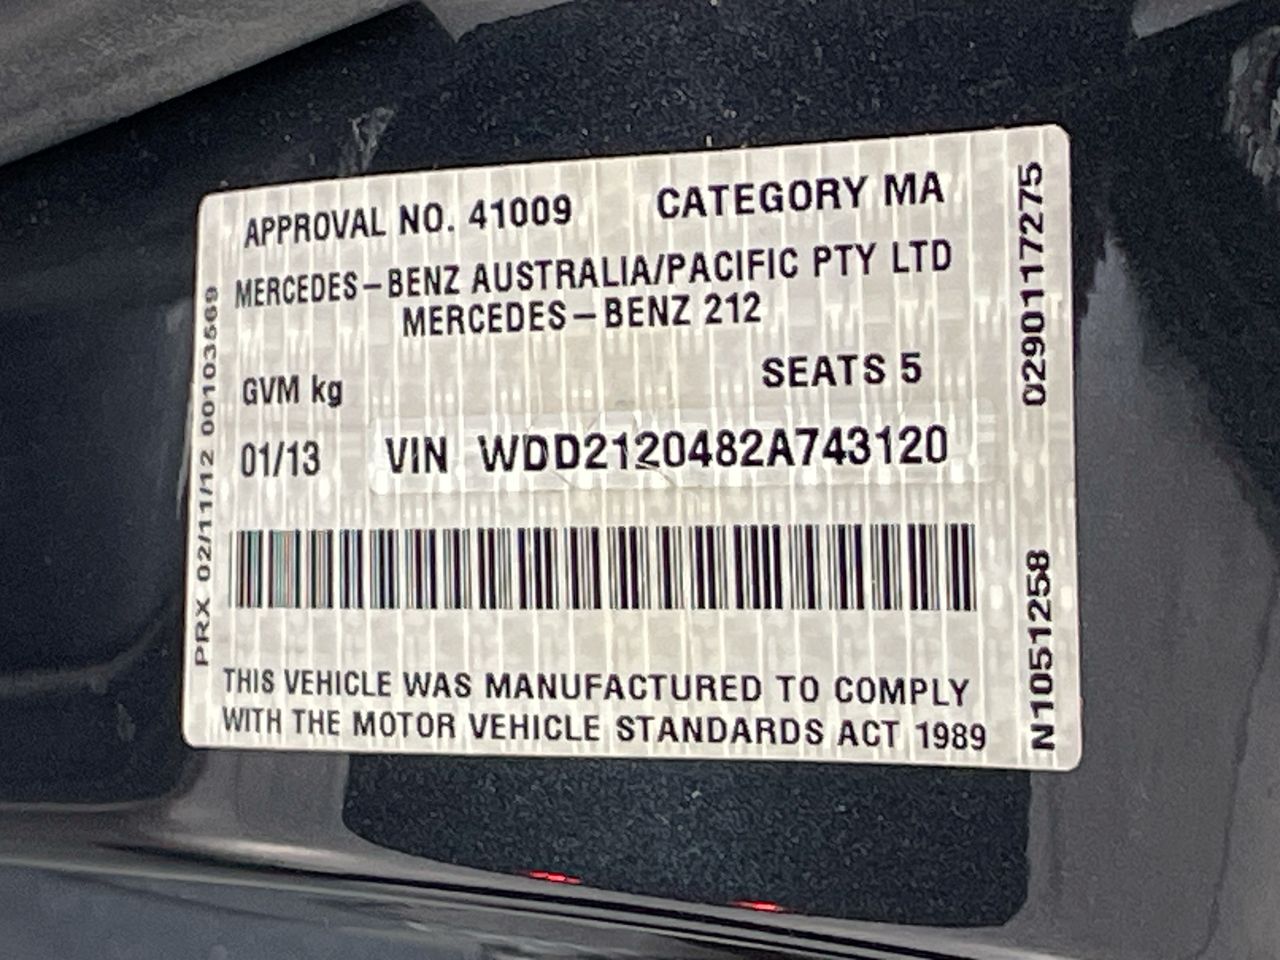 APPROVAL NO. 41009 CATEGORY MA
MERCEDES-BENZ AUSTRALIA/PACIFIC PTY LTD
MERCEDES-BENZ 212
GVM kg SEATS 5
01/13 VIN WDD2120482A743120
THIS VEHICLE WAS MANUFACTURED TO COMPLY
WITH THE MOTOR VEHICLE STANDARDS ACT 1989
PRX 02/11/12 00103569
0290117275
N1051258